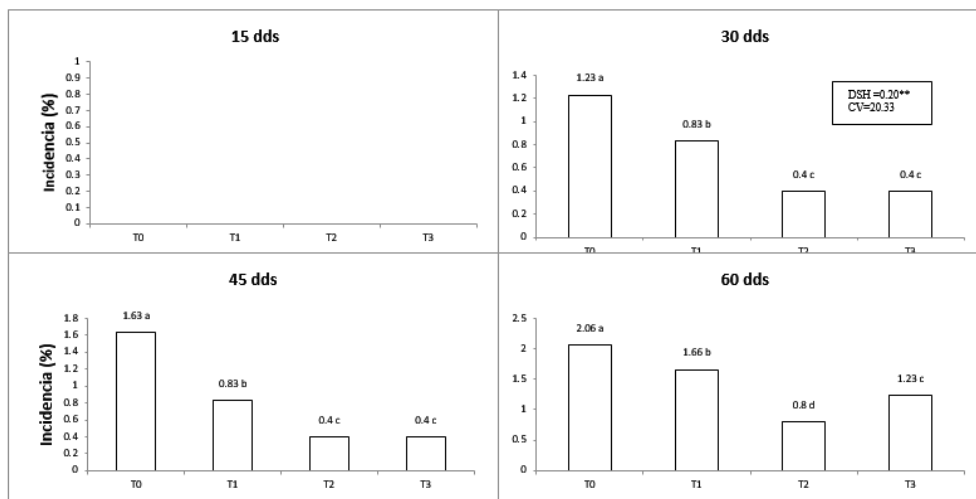 15 dds
Incidencia (%)
1
0.9
0.8
0.7
0.6
0.5
0.4
0.3
0.2
0.1
0
T0 T1 T2 T3
30 dds
1.4
1.2
1
0.8
0.6
0.4
0.2
0
1.23 a
0.83 b
0.4 c
0.4 c
DSH =0.20**
CV=20.33
T0 T1 T2 T3
45 dds
Incidencia (%)
1.8
1.6
1.4
1.2
1
0.8
0.6
0.4
0.2
0
1.63 a
0.83 b
0.4 c
0.4 c
T0 T1 T2 T3
60 dds
2.5
2
1.5
1
0.5
0
2.06 a
1.66 b
0.8 d
1.23 c
T0 T1 T2 T3